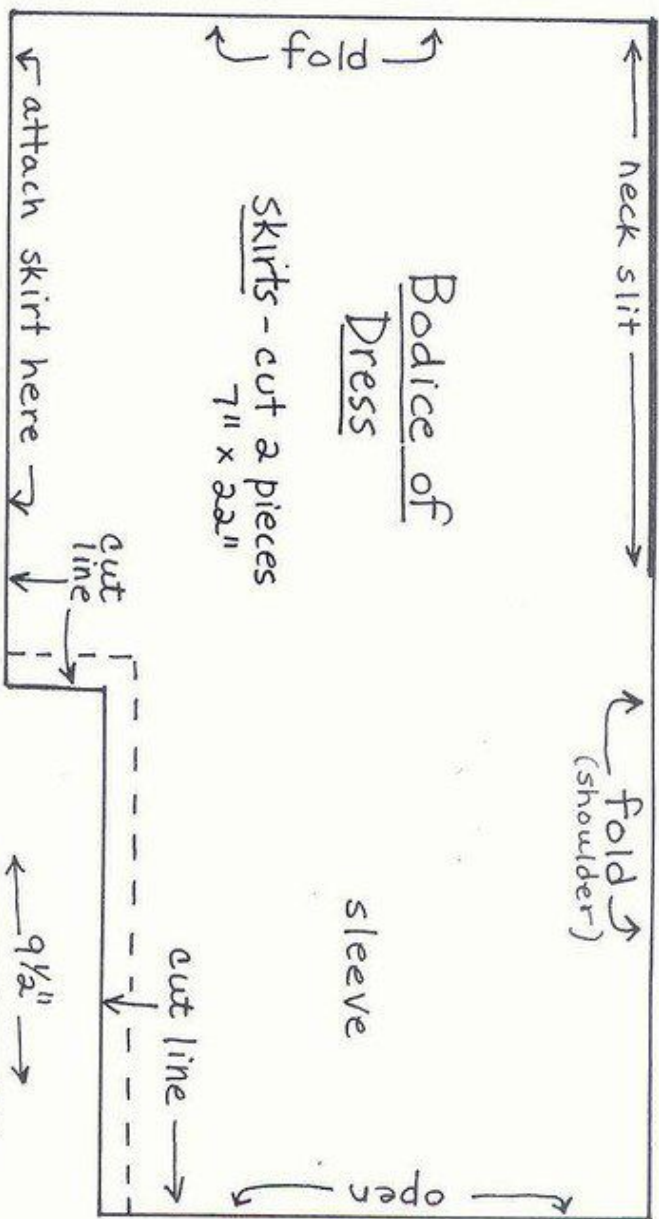 ← neck slit →
fold
(shoulder)
fold
Bodice of
Dress
skirts - cut 2 pieces
7" x 22"
sleeve
open
attach skirt here
cut
line
cut line
9½"